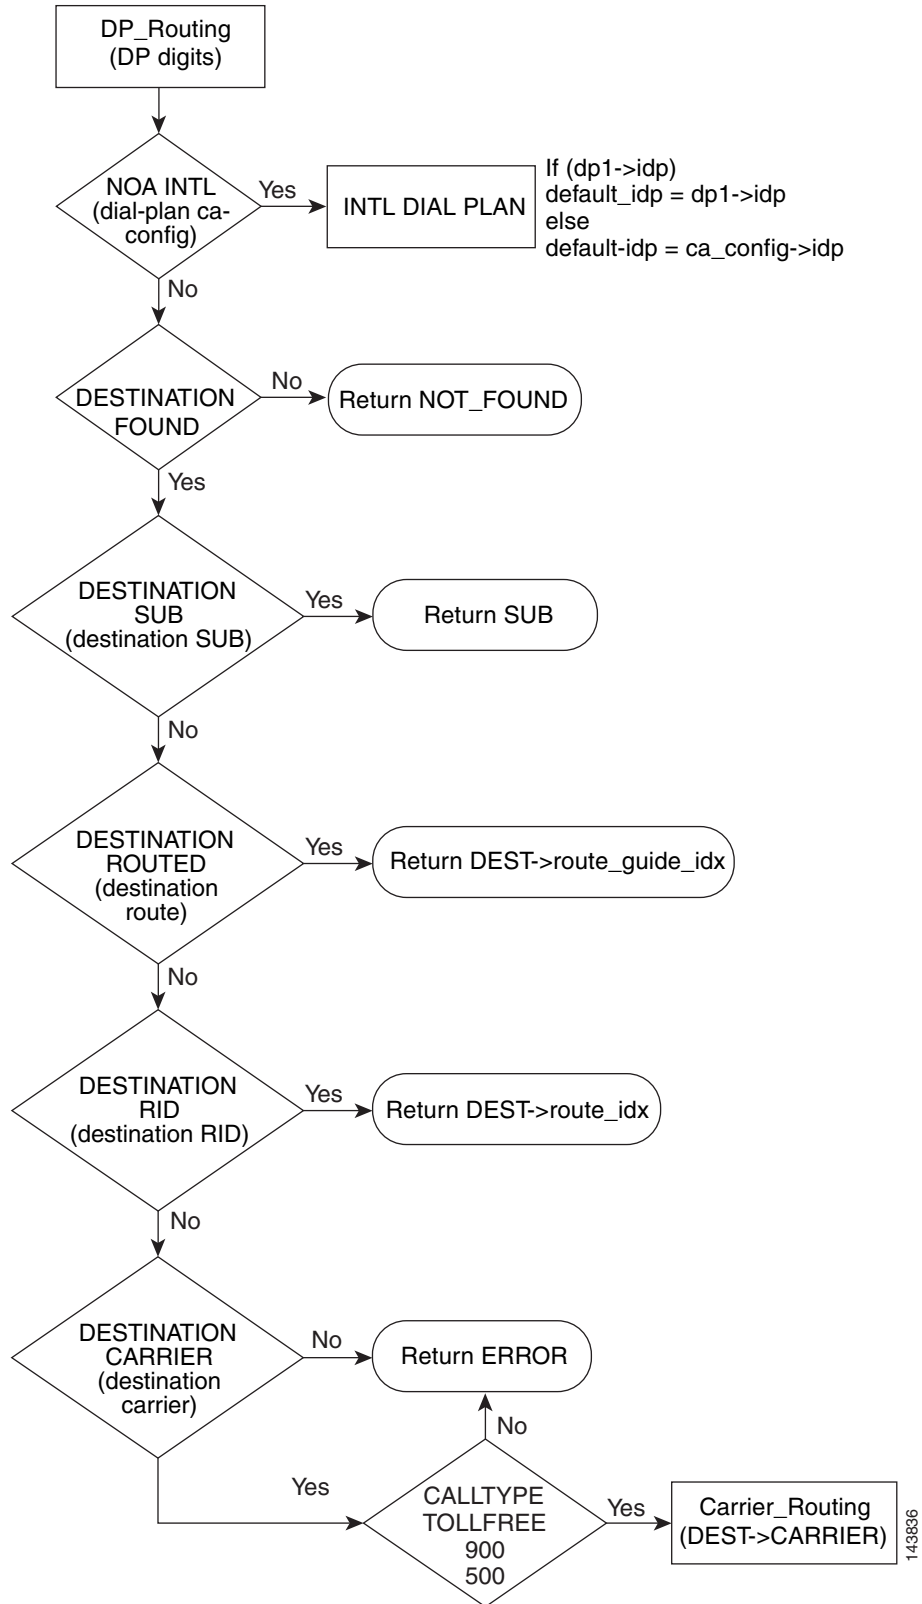 DP_Routing
(DP digits)
NOA INTL
(dial-plan ca-
config)
Yes
INTL DIAL PLAN
If (dp1->idp)
default_idp = dp1->idp
else
default-idp = ca_config->idp
No
DESTINATION
FOUND
No
Return NOT_FOUND
Yes
DESTINATION
SUB
(destination SUB)
Yes
Return SUB
No
DESTINATION
ROUTED
(destination
route)
Yes
Return DEST->route_guide_idx
No
DESTINATION
RID
(destination RID)
Yes
Return DEST->route_idx
No
DESTINATION
CARRIER
(destination
carrier)
No
Return ERROR
No
Yes
CALLTYPE
TOLLFREE
900
500
Yes
Carrier_Routing
(DEST->CARRIER)
143836